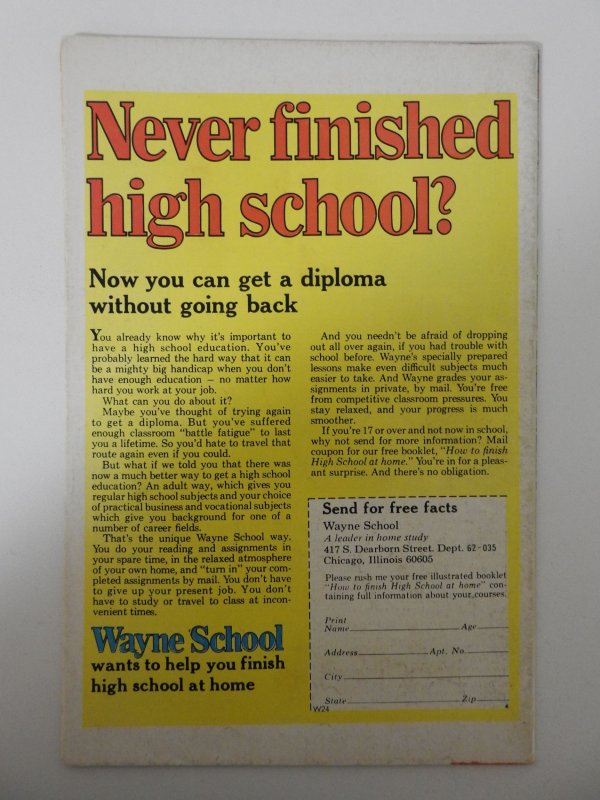 Never finished
high school?
Now you can get a diploma
without going back
You already know why it's important to
have a high school education. You've
probably learned the hard way that it can
be a mighty big handicap when you don't
have enough education – no matter how
hard you work at your job.
What can you do about it?
Maybe you've thought of trying again
to get a diploma. But you've suffered
enough classroom "battle fatigue" to last
you a lifetime. So you'd hate to travel that
route again even if you could.
But what if we told you that there was
now a much better way to get a high school
education? An adult way, which gives you
regular high school subjects and your choice
of practical business and vocational subjects
which give you background for one of a
number of career fields.
That's the unique Wayne School way.
You do your reading and assignments in
your spare time, in the relaxed atmosphere
of your own home, and "turn in" your com-
pleted assignments by mail. You don't have
to give up your present job. You don't
have to study or travel to class at incon-
venient times.
Wayne School
wants to help you finish
high school at home
And you needn't be afraid of dropping
out all over again, if you had trouble with
school before. Wayne's specially prepared
lessons make even difficult subjects much
easier to take. And Wayne grades your as-
signments in private, by mail. You're free
from competitive classroom pressures. You
stay relaxed, and your progress is much
smoother.
If you're 17 or over and not now in school,
why not send for more information? Mail
coupon for our free booklet, "How to finish
High School at home." You're in for a pleas-
ant surprise. And there's no obligation.
Send for free facts
Wayne School
A leader in home study
417 S. Dearborn Street. Dept. 62-035
Chicago, Illinois 60605
Please rush me your free illustrated booklet
"How to finish High School at home" con-
taining full information about your courses.
Print
Name Age
Address Apt. No.
City
State Zip
W24 4